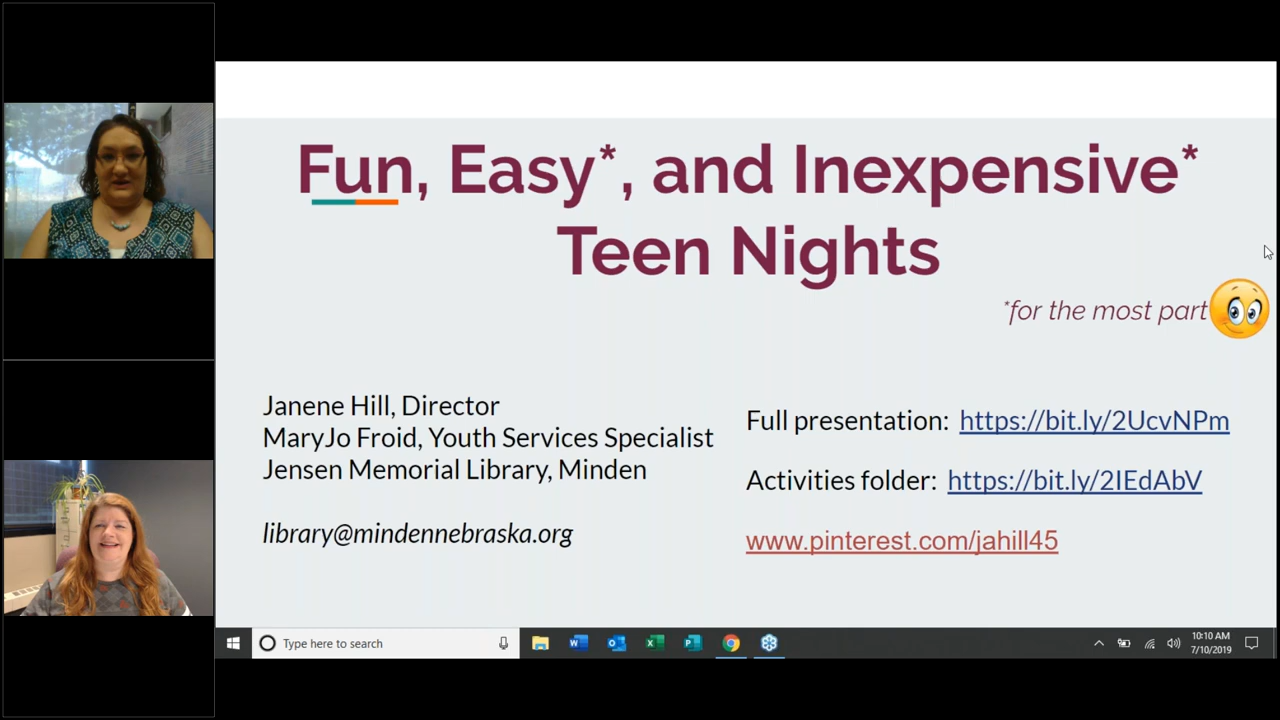 Fun, Easy*, and Inexpensive*
Teen Nights
*for the most part
Janene Hill, Director
MaryJo Froid, Youth Services Specialist
Jensen Memorial Library, Minden
library@mindennebraska.org
Full presentation: https://bit.ly/2UcvNPm
Activities folder: https://bit.ly/2IEdAbV
www.pinterest.com/jahill45
Type here to search
10:10 AM
7/10/2019